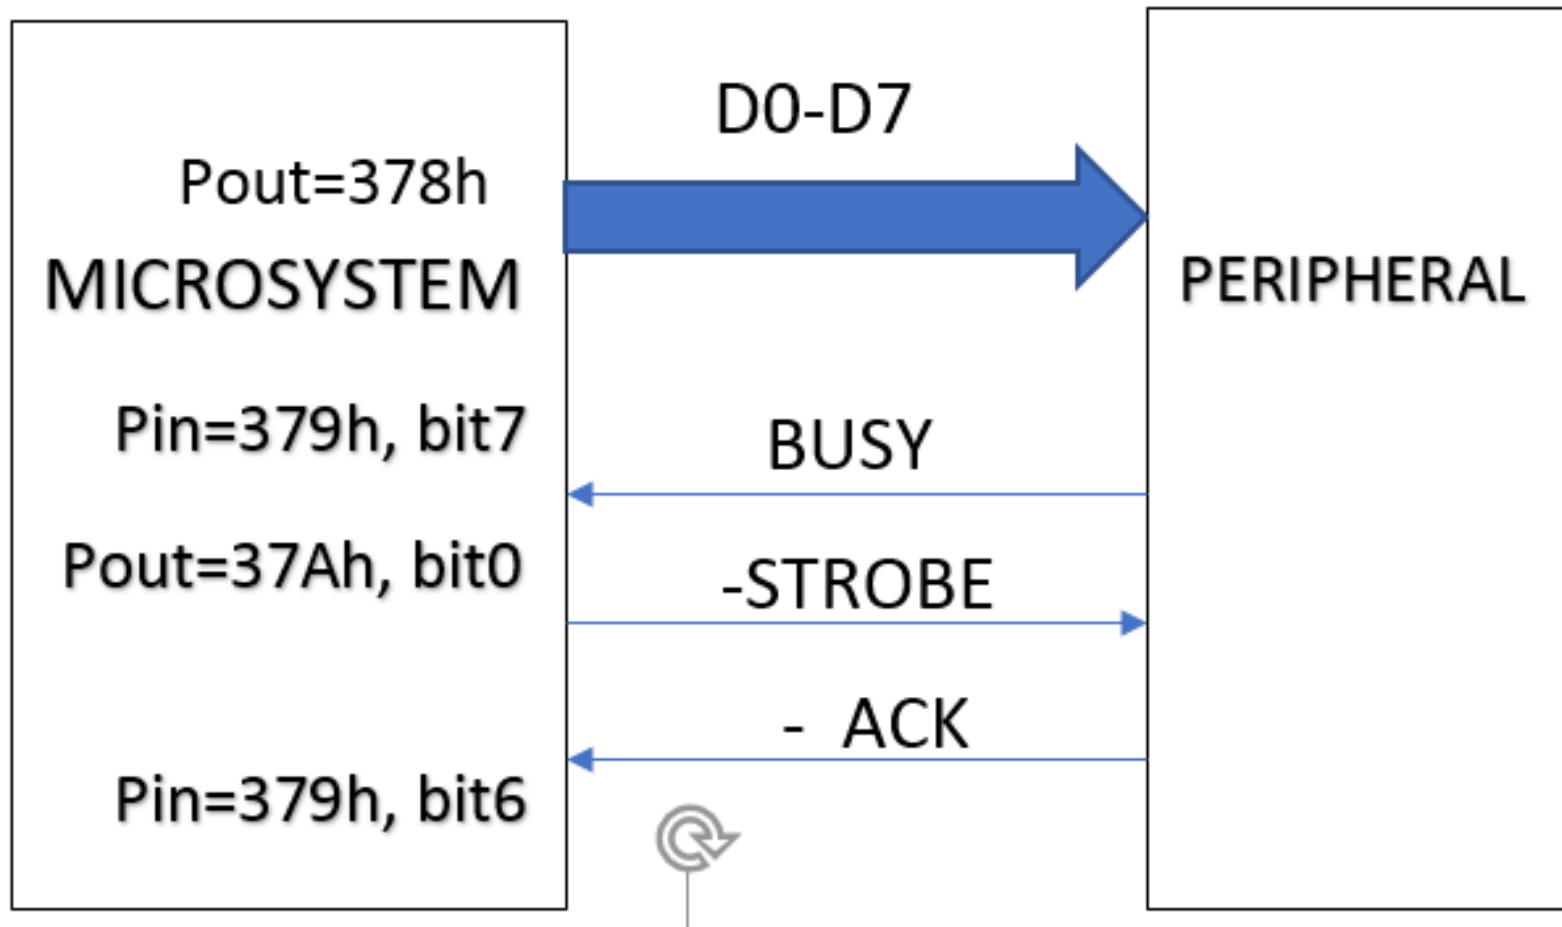 D0-D7
Pout=378h
MICROSYSTEM
PERIPHERAL
Pin=379h, bit7
BUSY
Pout=37Ah, bit0
-STROBE
- ACK
Pin=379h, bit6